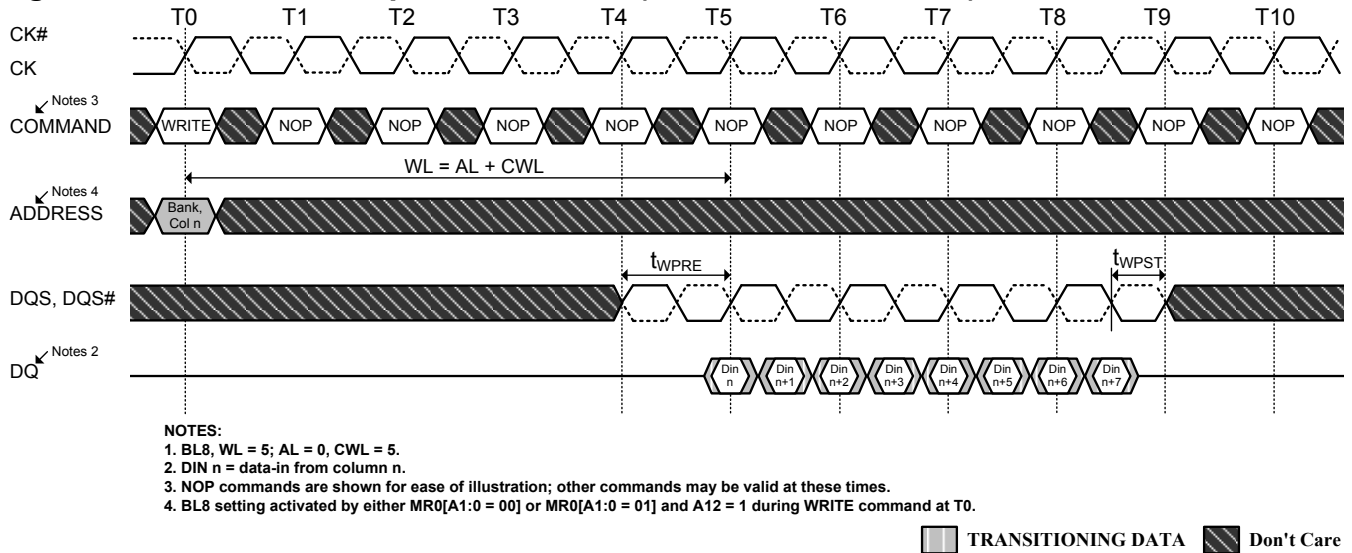 T0 T1 T2 T3 T4 T5 T6 T7 T8 T9 T10
CK#
CK
Notes 3
COMMAND
WRITE NOP NOP NOP NOP NOP NOP NOP NOP NOP NOP
WL = AL + CWL
Notes 4
ADDRESS
Bank,
Col n
tWPRE
tWPST
DQS, DQS#
Notes 2
DQ
Din Din Din Din Din Din Din Din
n n+1 n+2 n+3 n+4 n+5 n+6 n+7
NOTES:
1. BL8, WL = 5; AL = 0, CWL = 5.
2. DIN n = data-in from column n.
3. NOP commands are shown for ease of illustration; other commands may be valid at these times.
4. BL8 setting activated by either MR0[A1:0 = 00] or MR0[A1:0 = 01] and A12 = 1 during WRITE command at T0.
TRANSITIONING DATA Don't Care